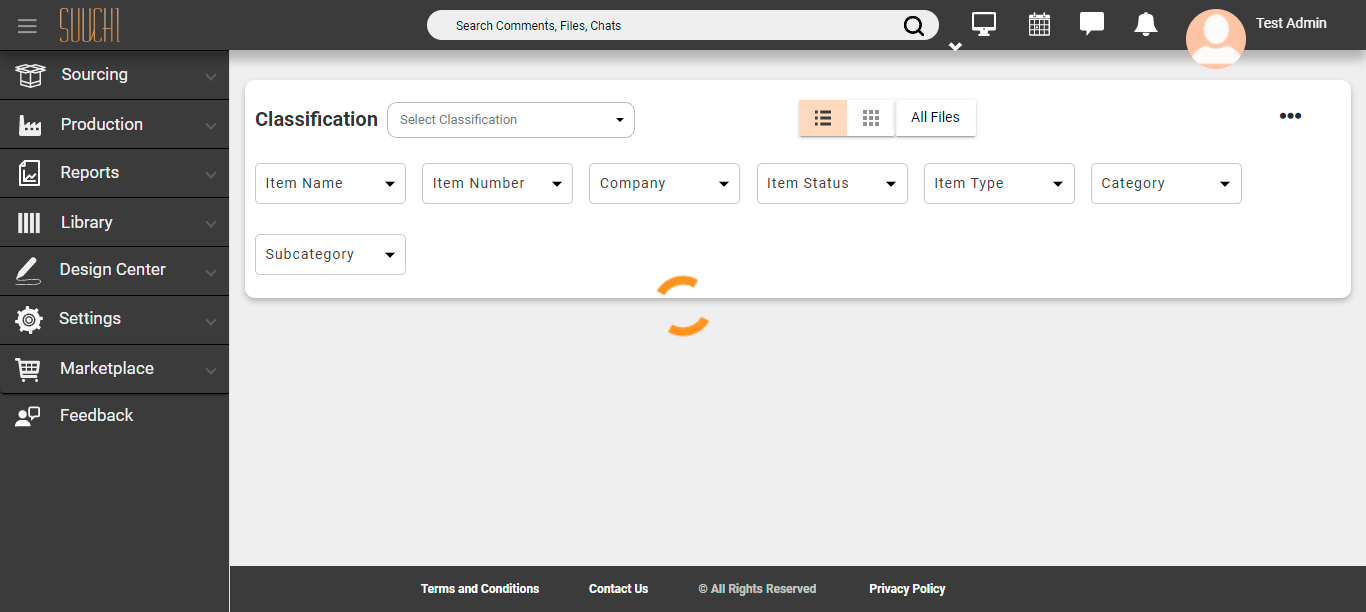 SUUCHI
Search Comments, Files, Chats
Test Admin
Sourcing
Production
Reports
Library
Design Center
Settings
Marketplace
Feedback
Classification
Select Classification
All Files
Item Name
Item Number
Company
Item Status
Item Type
Category
Subcategory
Terms and Conditions
Contact Us
© All Rights Reserved
Privacy Policy